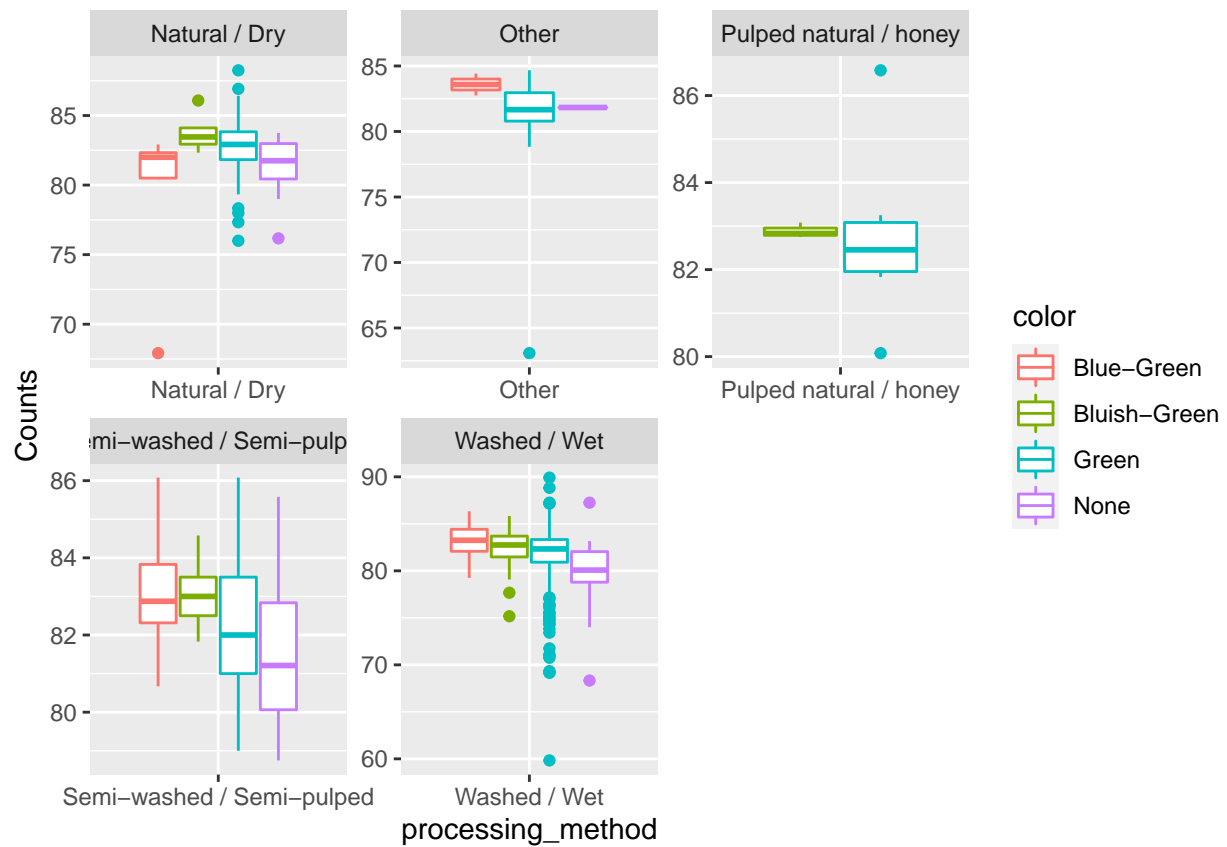 Natural / Dry
Other
Pulped natural / honey
85
80
75
70
85
80
75
70
65
86
84
82
80
Natural / Dry
Other
Pulped natural / honey
Counts
emi−washed / Semi−pulp
Washed / Wet
86
84
82
80
90
80
70
60
Semi−washed / Semi−pulped
Washed / Wet
processing_method
color
Blue−Green
Bluish−Green
Green
None